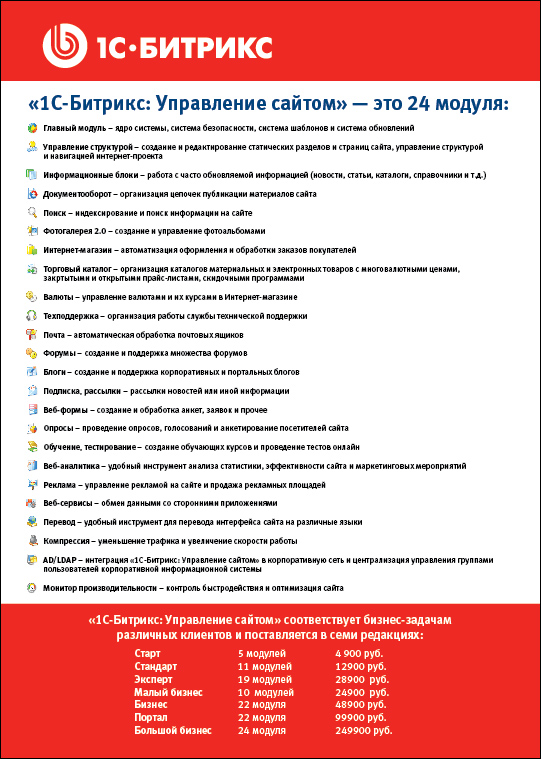 1С·БИТРИКС
«1С-Битрикс: Управление сайтом» — это 24 модуля:
Главный модуль – ядро системы, система безопасности, система шаблонов и система обновлений
Управление структурой – создание и редактирование статических разделов и страниц сайта, управление структурой
и навигацией интернет-проекта
Информационные блоки – работа с часто обновляемой информацией (новости, статьи, каталоги, справочники и т.д.)
Документооборот – организация цепочек публикации материалов сайта
Поиск – индексирование и поиск информации на сайте
Фотогалерея 2.0 – создание и управление фотоальбомами
Интернет-магазин – автоматизация оформления и обработки заказов покупателей
Торговый каталог – организация каталогов материальных и электронных товаров с многовалютными ценами,
закртытыми и открытыми прайс-листами, скидочными программами
Валюты – управление валютами и их курсами в Интернет-магазине
Техподдержка – организация работы службы технической поддержки
Почта – автоматическая обработка почтовых ящиков
Форумы – создание и поддержка множества форумов
Блоги – создание и поддержка корпоративных и портальных блогов
Подписка, рассылки – рассылки новостей или иной информации
Веб-формы – создание и обработка анкет, заявок и прочее
Опросы – проведение опросов, голосований и анкетирование посетителей сайта
Обучение, тестирование – создание обучающих курсов и проведение тестов онлайн
Веб-аналитика – удобный инструмент анализа статистики, эффективности сайта и маркетинговых мероприятий
Реклама – управление рекламой на сайте и продажа рекламных площадей
Веб-сервисы – обмен данными со сторонними приложениями
Перевод – удобный инструмент для перевода интерфейса сайта на различные языки
Компрессия – уменьшение трафика и увеличение скорости работы
AD/LDAP – интеграция «1С-Битрикс: Управление сайтом» в корпоративную сеть и централизация управления группами
пользователей корпоративной информационной системы
Монитор производительности – контроль быстродействия и оптимизация сайта
«1С-Битрикс: Управление сайтом» соответствует бизнес-задачам
различных клиентов и поставляется в семи редакциях:
Старт 5 модулей 4 900 руб.
Стандарт 11 модулей 12900 руб.
Эксперт 19 модулей 28900 руб.
Малый бизнес 10 модулей 24900 руб.
Бизнес 22 модуля 48900 руб.
Портал 22 модуля 99900 руб.
Большой бизнес 24 модуля 249900 руб.